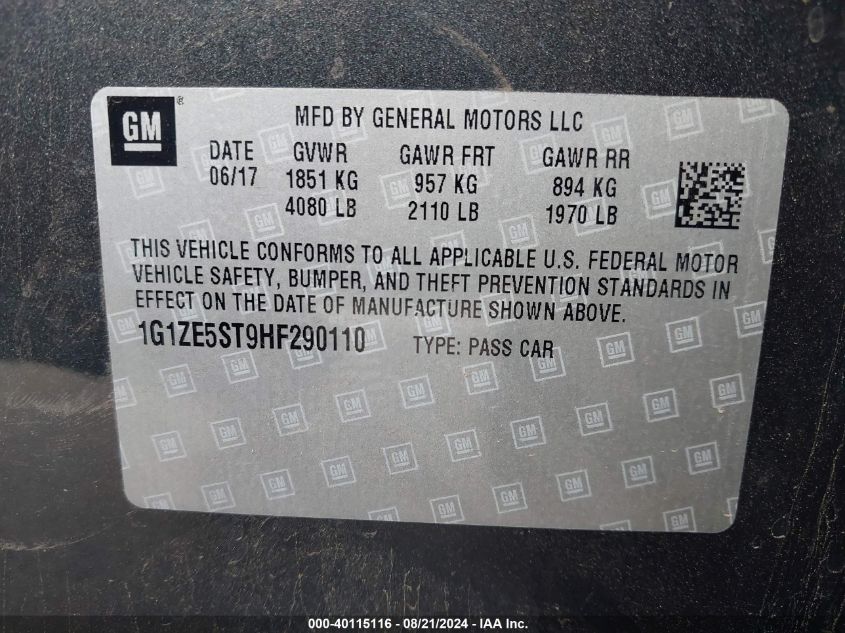 GM®
MFD BY GENERAL MOTORS LLC
DATE GVWR GAWR FRT GAWR RR
06/17 1851 KG 957 KG 894 KG
4080 LB 2110 LB 1970 LB
THIS VEHICLE CONFORMS TO ALL APPLICABLE U.S. FEDERAL MOTOR
VEHICLE SAFETY, BUMPER, AND THEFT PREVENTION STANDARDS IN
EFFECT ON THE DATE OF MANUFACTURE SHOWN ABOVE.
1G1ZE5ST9HF290110 TYPE: PASS CAR
000-40115116 - 08/21/2024 - IAA Inc.